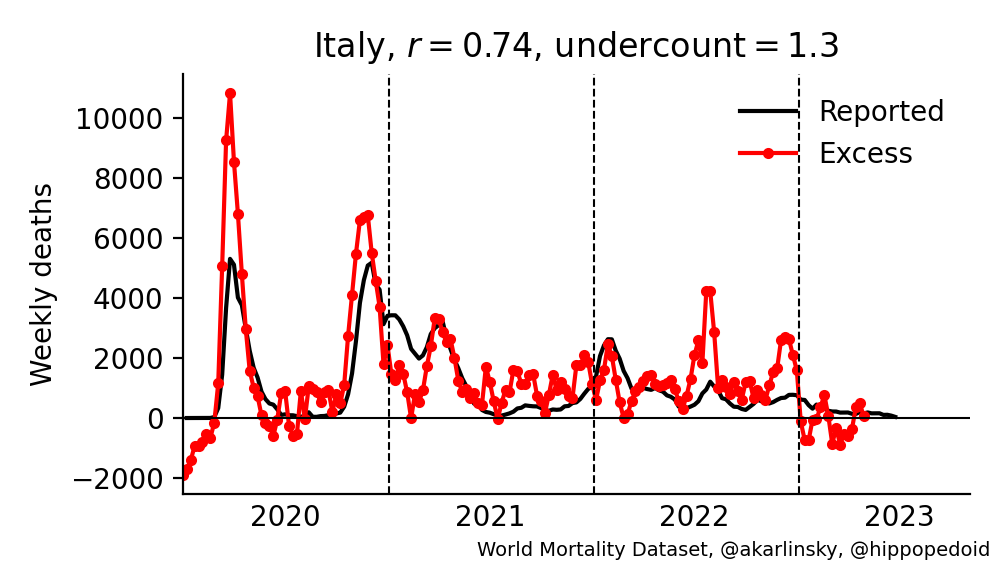 Italy, r = 0.74, undercount = 1.3
Reported
Excess
Weekly deaths
10000
8000
6000
4000
2000
0
−2000
2020 2021 2022 2023
World Mortality Dataset, @akarlinsky, @hippopedoid